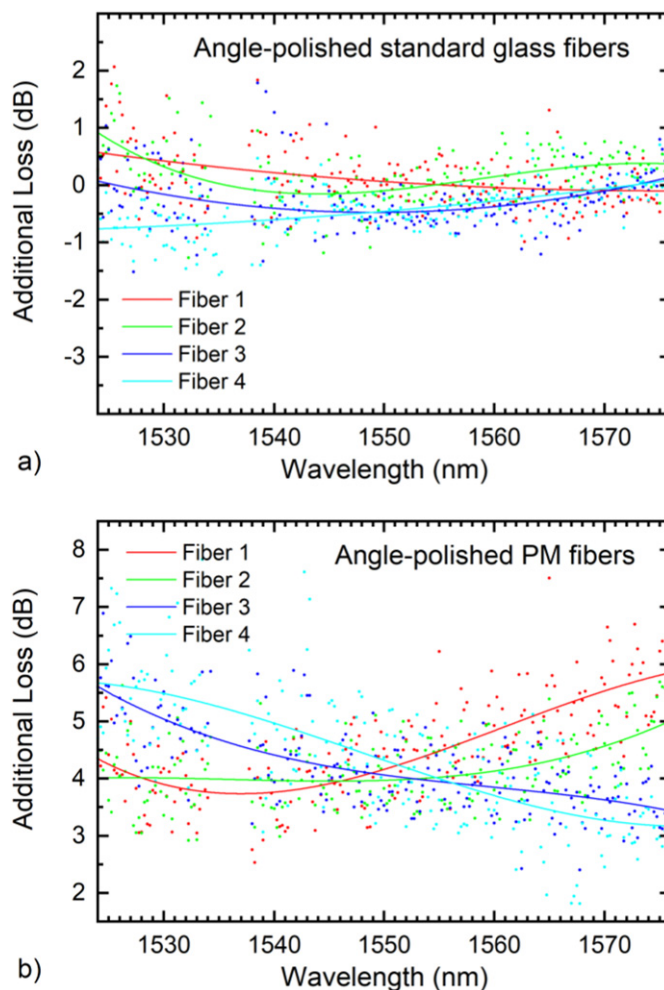 Angle-polished standard glass fibers
Additional Loss (dB)
2
1
0
-1
-2
-3
Fiber 1
Fiber 2
Fiber 3
Fiber 4
1530 1540 1550 1560 1570
Wavelength (nm)
a)
Angle-polished PM fibers
Additional Loss (dB)
8
7
6
5
4
3
2
Fiber 1
Fiber 2
Fiber 3
Fiber 4
1530 1540 1550 1560 1570
Wavelength (nm)
b)